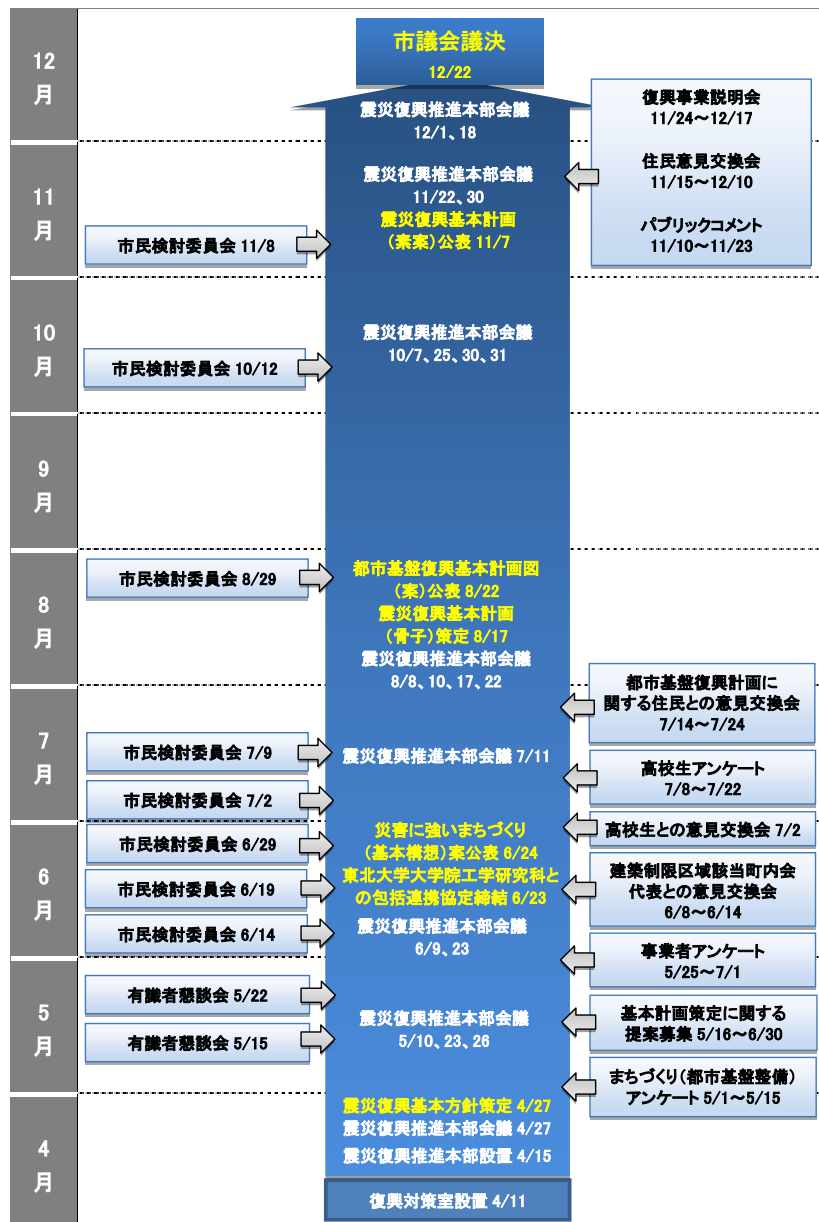 12
月
市議会議決
12/22
震災復興推進本部会議
12/1、18
復興事業説明会
11/24～12/17
住民意見交換会
11/15～12/10
パブリックコメント
11/10～11/23
11
月
震災復興推進本部会議
11/22、30
震災復興基本計画
(素案)公表 11/7
市民検討委員会 11/8
10
月
震災復興推進本部会議
10/7、25、30、31
市民検討委員会 10/12
9
月
8
月
市民検討委員会 8/29
都市基盤復興基本計画図
(案)公表 8/22
震災復興基本計画
(骨子)策定 8/17
震災復興推進本部会議
8/8、10、17、22
7
月
都市基盤復興計画に
関する住民との意見交換会
7/14～7/24
市民検討委員会 7/9
震災復興推進本部会議 7/11
高校生アンケート
7/8～7/22
市民検討委員会 7/2
高校生との意見交換会 7/2
6
月
市民検討委員会 6/29
災害に強いまちづくり
(基本構想)案公表 6/24
東北大学大学院工学研究科と
の包括連携協定締結 6/23
市民検討委員会 6/19
建築制限区域該当町内会
代表との意見交換会
6/8～6/14
市民検討委員会 6/14
震災復興推進本部会議
6/9、23
事業者アンケート
5/25～7/1
5
月
有識者懇談会 5/22
有識者懇談会 5/15
震災復興推進本部会議
5/10、23、26
基本計画策定に関する
提案募集 5/16～6/30
まちづくり(都市基盤整備)
アンケート 5/1～5/15
4
月
震災復興基本方針策定 4/27
震災復興推進本部会議 4/27
震災復興推進本部設置 4/15
復興対策室設置 4/11